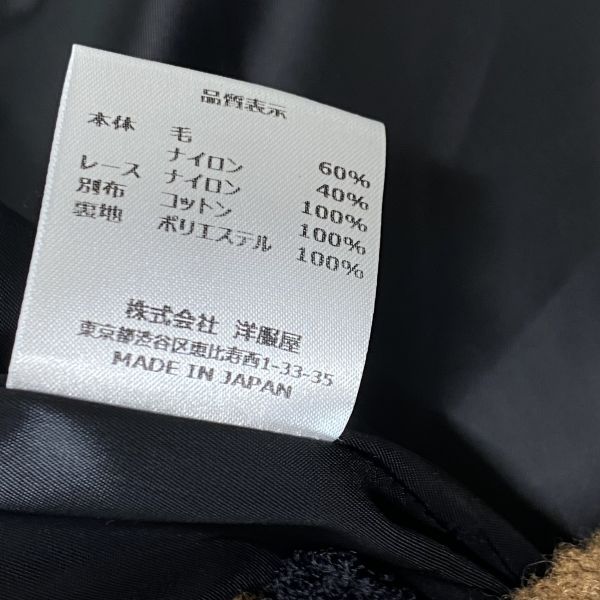 品質表示
本体 毛 60%
ナイロン 40%
レース ナイロン 100%
別布 コットン 100%
裏地 ポリエステル 100%
株式会社 洋服屋
東京都渋谷区恵比寿西1-33-35
MADE IN JAPAN